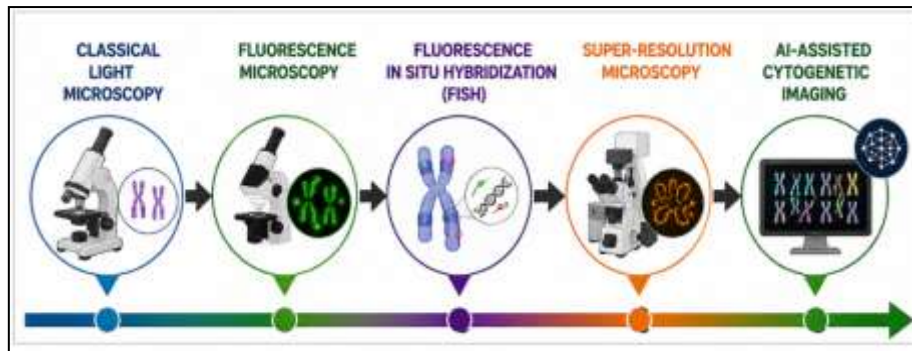 CLASSICAL
LIGHT
MICROSCOPY
FLUORESCENCE
MICROSCOPY
FLUORESCENCE
IN SITU HYBRIDIZATION
(FISH)
SUPER-RESOLUTION
MICROSCOPY
AI-ASSISTED
CYTOGENETIC
IMAGING